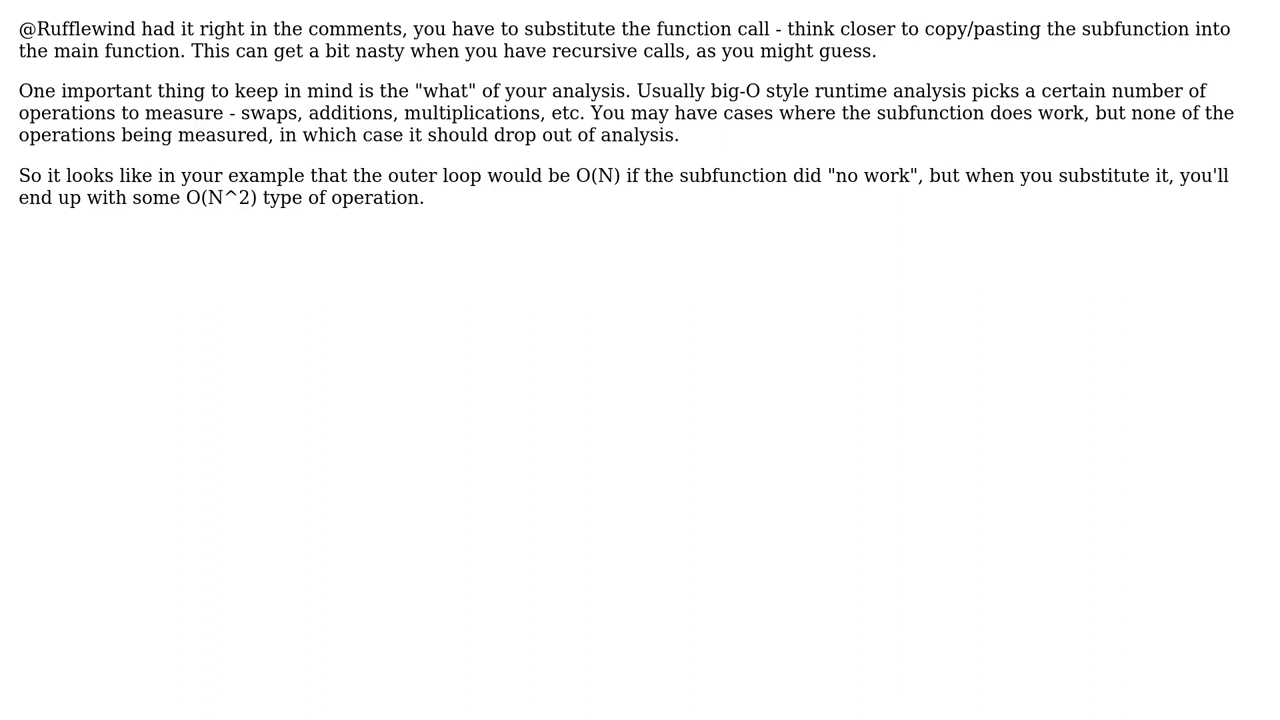 @Rufflewind had it right in the comments, you have to substitute the function call - think closer to copy/pasting the subfunction into
the main function. This can get a bit nasty when you have recursive calls, as you might guess.
One important thing to keep in mind is the "what" of your analysis. Usually big-O style runtime analysis picks a certain number of
operations to measure - swaps, additions, multiplications, etc. You may have cases where the subfunction does work, but none of the
operations being measured, in which case it should drop out of analysis.
So it looks like in your example that the outer loop would be O(N) if the subfunction did "no work", but when you substitute it, you'll
end up with some O(N^2) type of operation.